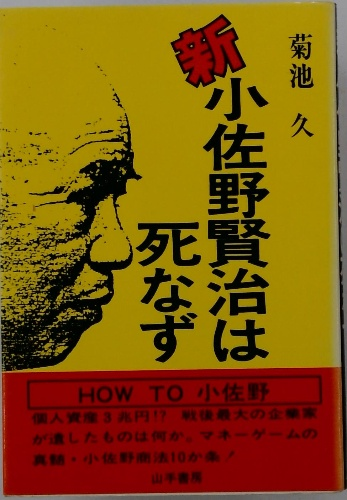 菊池 久
新
小佐野賢治は
死なず
HOW TO 小佐野
個人資産3兆円!? 戦後最大の企業家
が遺したものは何か。マネーゲームの
真髄・小佐野商法10か条!
山手書房